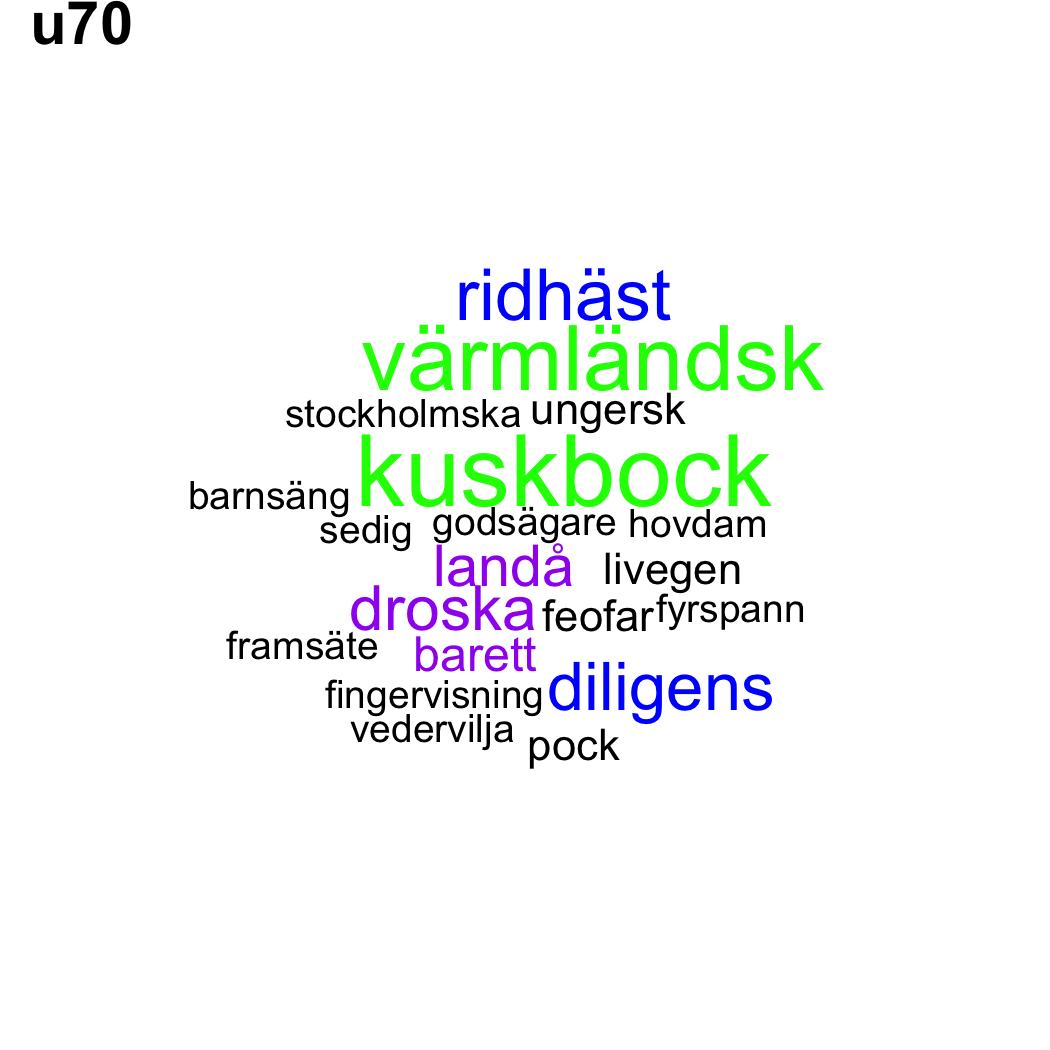 u70
ridhäst
värmländsk
stockholmska ungersk
kuskbock
barnsäng
sedig godsägare hovdam
landå livegen
droska feofar fyrspann
framsäte barett
fingervisning diligens
vedervilja pock